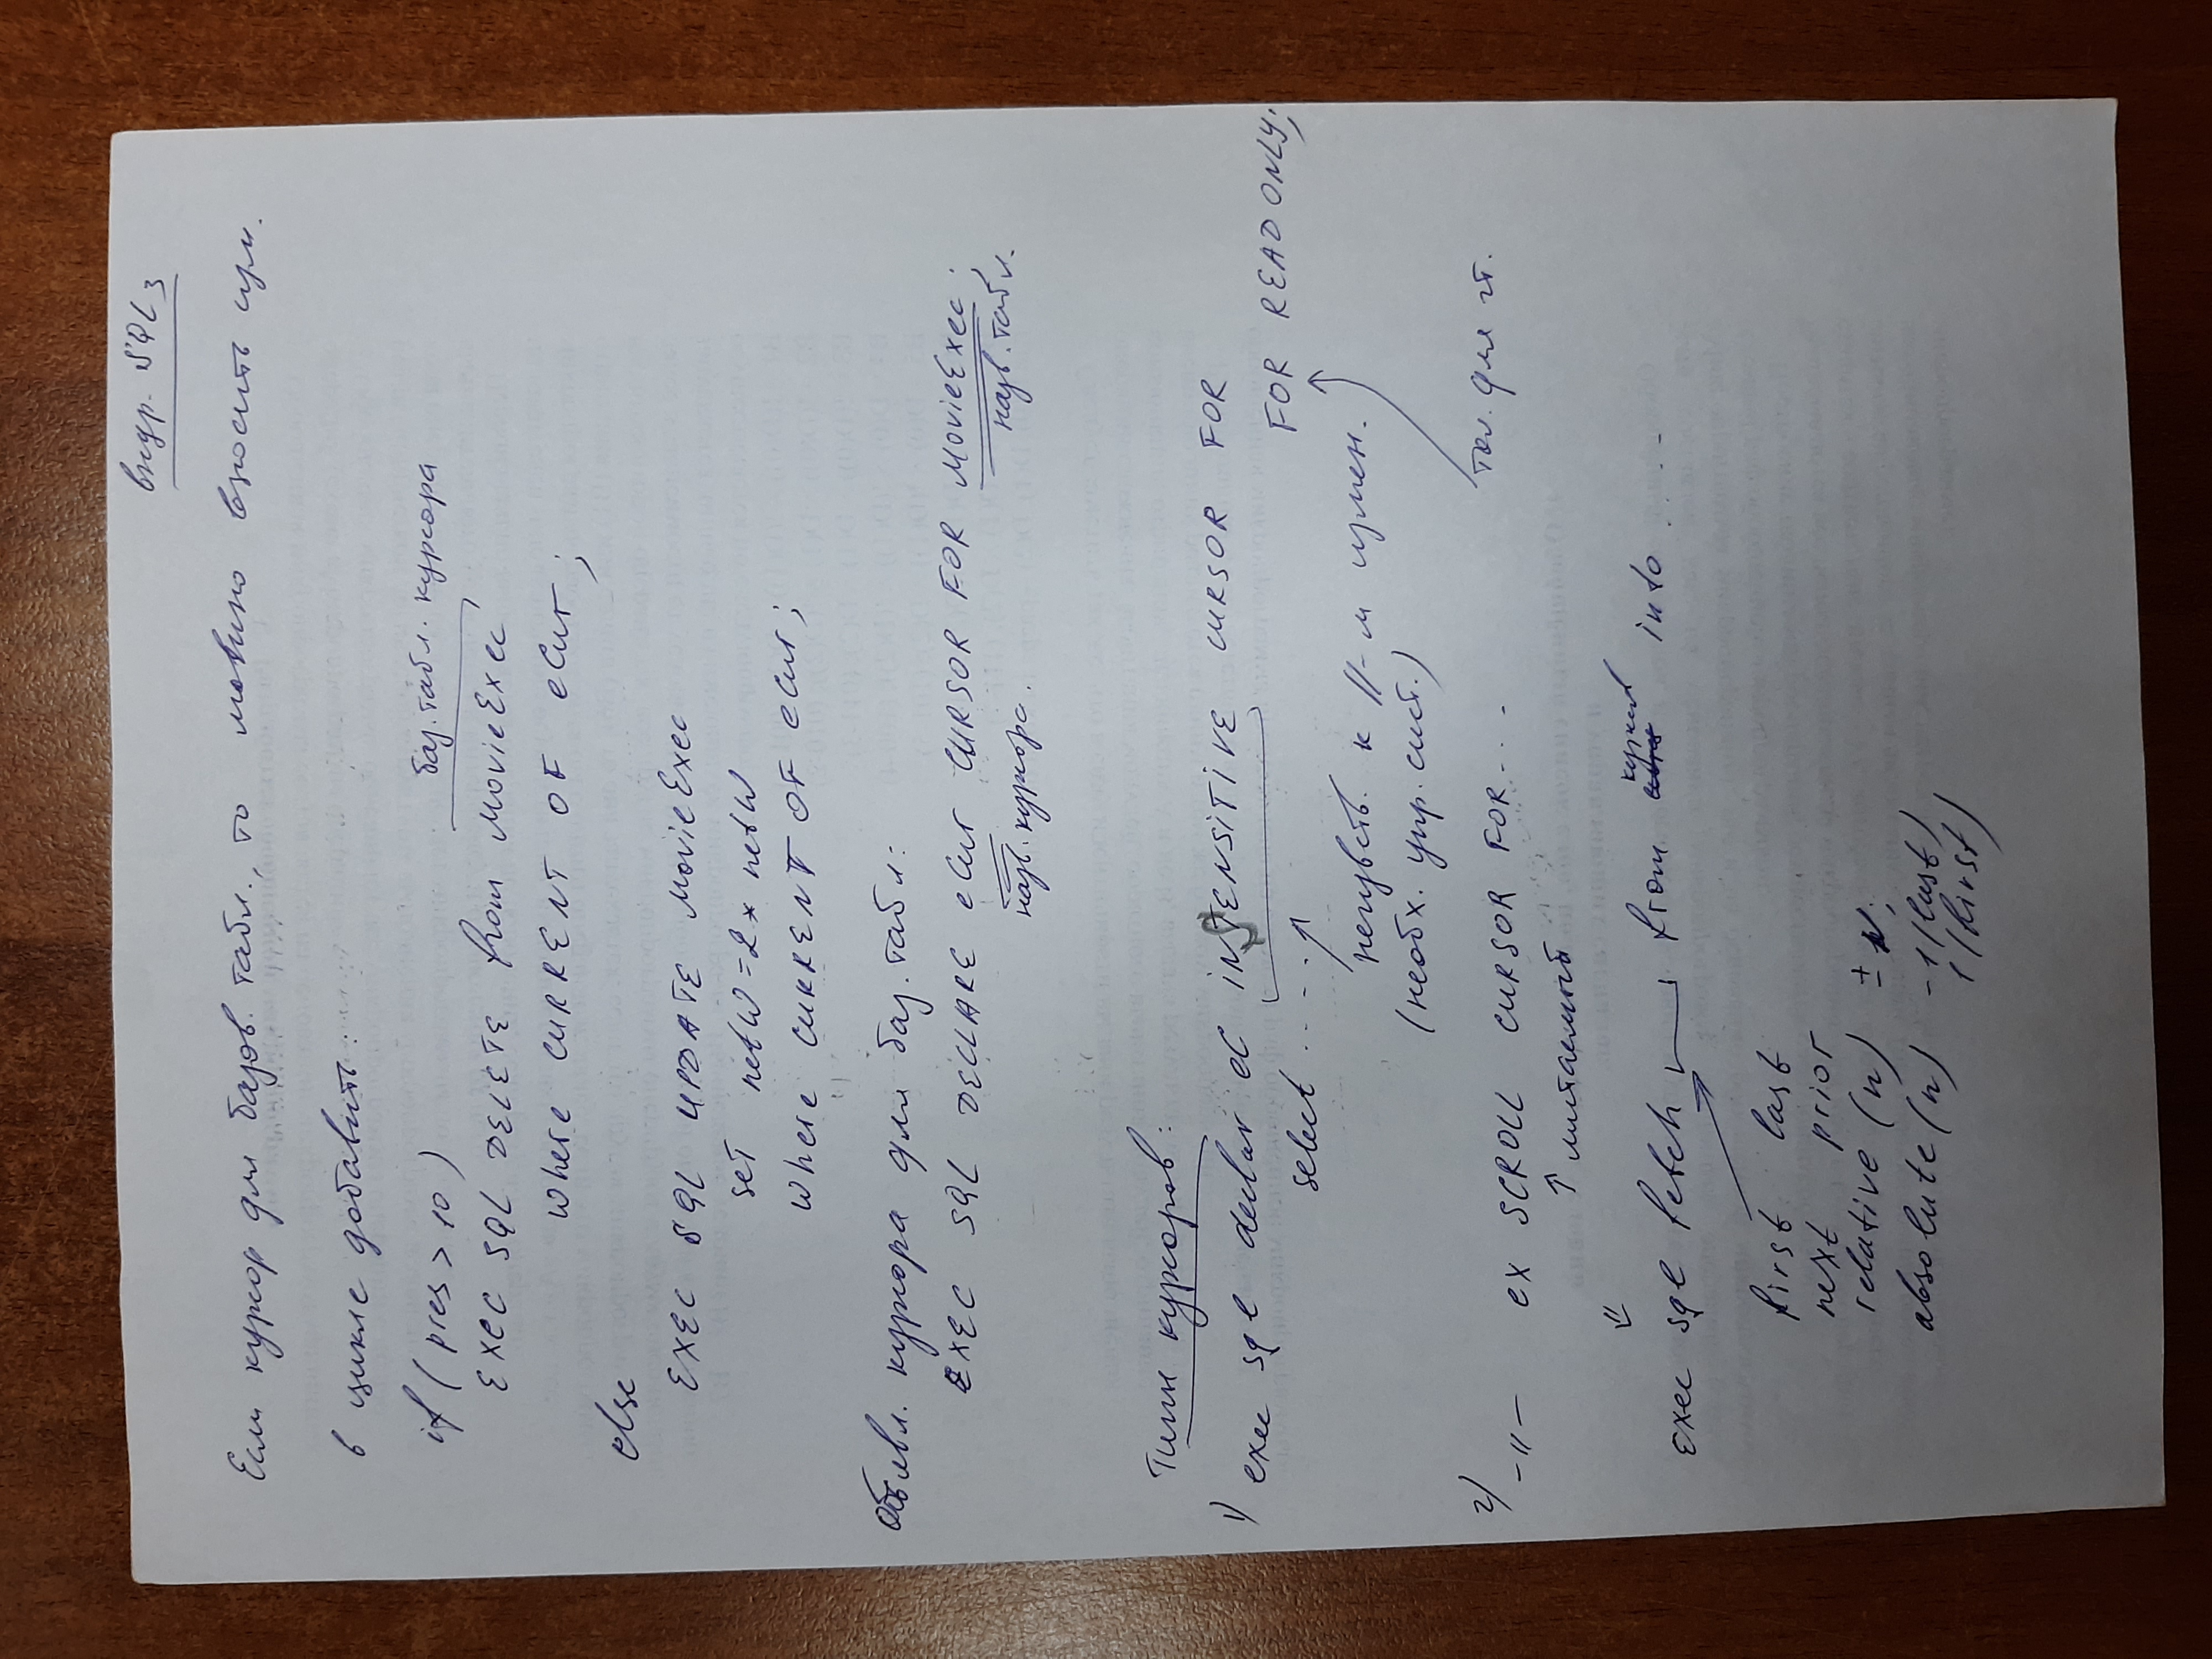 внедр. SQL 3
Если курсор для базов. табл., то можно вносить изм.
в цикле добавить:
if ( pres > 10 )
баз. табл. курсора
EXEC SQL DELETE from MovieExec
where CURRENT OF eCur ;
else
EXEC SQL UPDATE MovieExec
SET netW = 2 * netW
where CURRENT OF eCur ;
Объявл. курсора для баз. табл:
EXEC SQL DECLARE eCur CURSOR FOR MovieExec ;
назв. курсора. назв. табл.
Типы курсоров:
1) exec sql declar eC INSENSITIVE CURSOR FOR
select ..... FOR READ ONLY;
нечувств. к //-м измен.
(необх. упр. сист.)
тол. для чт.
2) -"- ex SCROLL CURSOR FOR....
↑ листаемый
⇓
exec sql fetch from курсив into .....
first last
next prior
relative (n) ± N;
absolute (n) -1 (last)
1 (first)